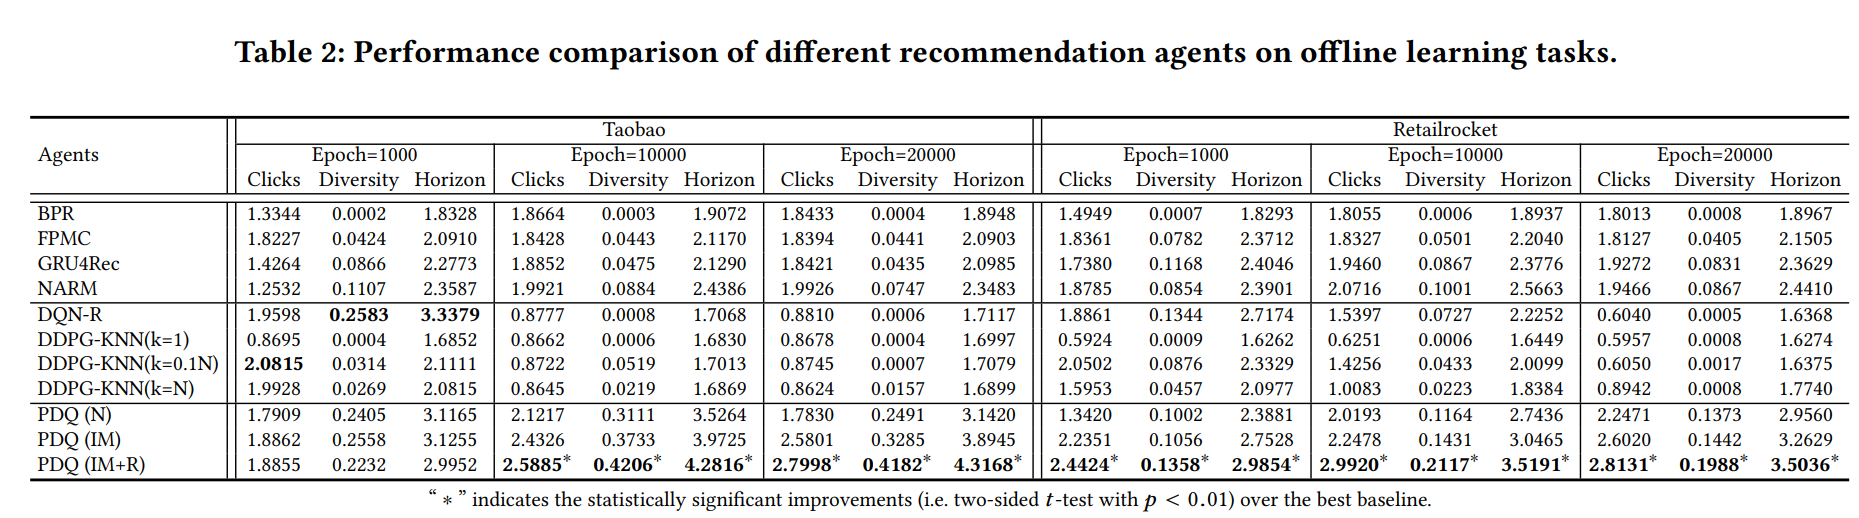 Table 2: Performance comparison of different recommendation agents on offline learning tasks.
Agents Taobao Retailrocket
Epoch=1000 Epoch=10000 Epoch=20000 Epoch=1000 Epoch=10000 Epoch=20000
Clicks Diversity Horizon Clicks Diversity Horizon Clicks Diversity Horizon Clicks Diversity Horizon Clicks Diversity Horizon Clicks Diversity Horizon
BPR 1.3344 0.0002 1.8328 1.8664 0.0003 1.9072 1.8433 0.0004 1.8948 1.4949 0.0007 1.8293 1.8055 0.0006 1.8937 1.8013 0.0008 1.8967
FPMC 1.8227 0.0424 2.0910 1.8428 0.0443 2.1170 1.8394 0.0441 2.0903 1.8361 0.0782 2.3712 1.8327 0.0501 2.2040 1.8127 0.0405 2.1505
GRU4Rec 1.4264 0.0866 2.2773 1.8852 0.0475 2.1290 1.8421 0.0435 2.0985 1.7380 0.1168 2.4046 1.9460 0.0867 2.3776 1.9272 0.0831 2.3629
NARM 1.2532 0.1107 2.3587 1.9921 0.0884 2.4386 1.9926 0.0747 2.3483 1.8785 0.0854 2.3901 2.0716 0.1001 2.5663 1.9466 0.0867 2.4410
DQN-R 1.9598 0.2583 3.3379 0.8777 0.0008 1.7068 0.8810 0.0006 1.7117 1.8861 0.1344 2.7174 1.5397 0.0727 2.2252 0.6040 0.0005 1.6368
DDPG-KNN(k=1) 0.8695 0.0004 1.6852 0.8662 0.0006 1.6830 0.8678 0.0004 1.6997 0.5924 0.0009 1.6262 0.6251 0.0006 1.6449 0.5957 0.0008 1.6274
DDPG-KNN(k=0.1N) 2.0815 0.0314 2.1111 0.8722 0.0519 1.7013 0.8745 0.0007 1.7079 2.0502 0.0876 2.3329 1.4256 0.0433 2.0099 0.6050 0.0017 1.6375
DDPG-KNN(k=N) 1.9928 0.0269 2.0815 0.8645 0.0219 1.6869 0.8624 0.0157 1.6899 1.5953 0.0457 2.0977 1.0083 0.0223 1.8384 0.8942 0.0008 1.7740
PDQ (N) 1.7909 0.2405 3.1165 2.1217 0.3111 3.5264 1.7830 0.2491 3.1420 1.3420 0.1002 2.3881 2.0193 0.1164 2.7436 2.2471 0.1373 2.9560
PDQ (IM) 1.8862 0.2558 3.1255 2.4326 0.3733 3.9725 2.5801 0.3285 3.8945 2.2351 0.1056 2.7528 2.2478 0.1431 3.0465 2.6020 0.1442 3.2629
PDQ (IM+R) 1.8855 0.2232 2.9952 2.5885* 0.4206* 4.2816* 2.7998* 0.4182* 4.3168* 2.4424* 0.1358* 2.9854* 2.9920* 0.2117* 3.5191* 2.8131* 0.1988* 3.5036*
“ * ” indicates the statistically significant improvements (i.e. two-sided t-test with p < 0.01) over the best baseline.